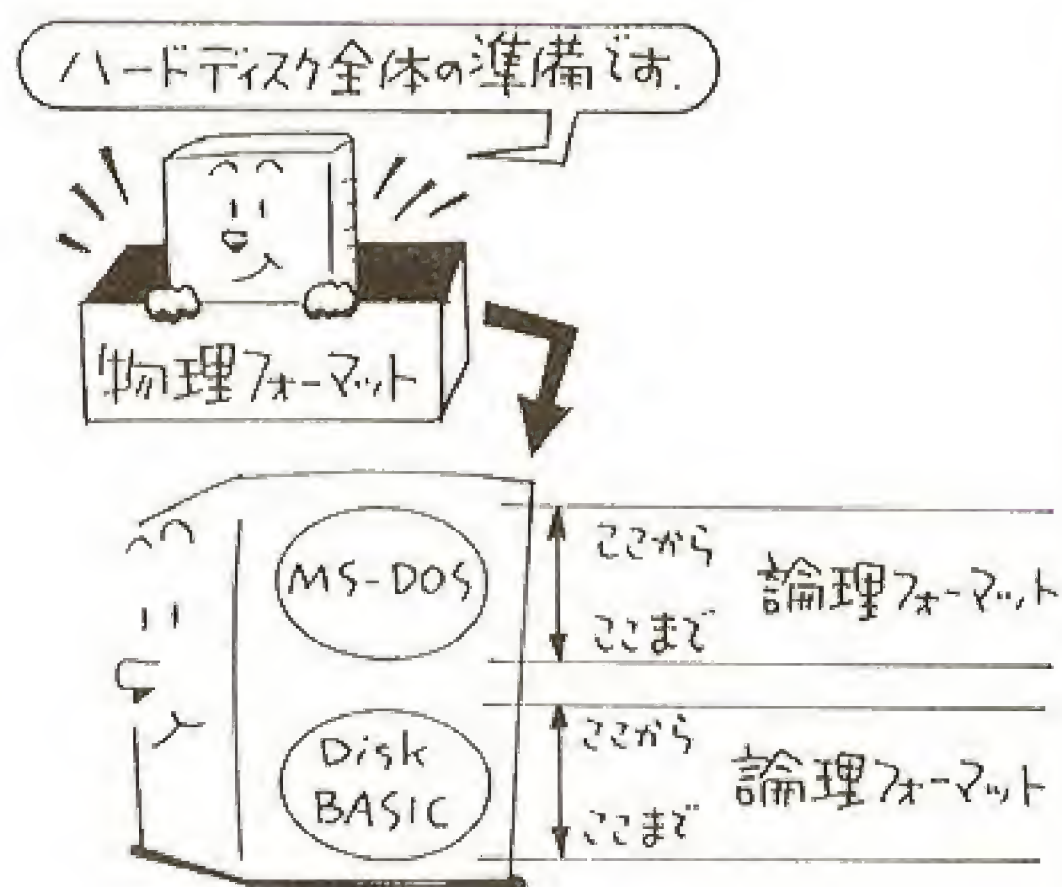 ハードディスク全体の準備です.
物理フォーマット
MS-DOS
ここから
ここまで
論理フォーマット
Disk
BASIC
ここから
ここまで
論理フォーマット